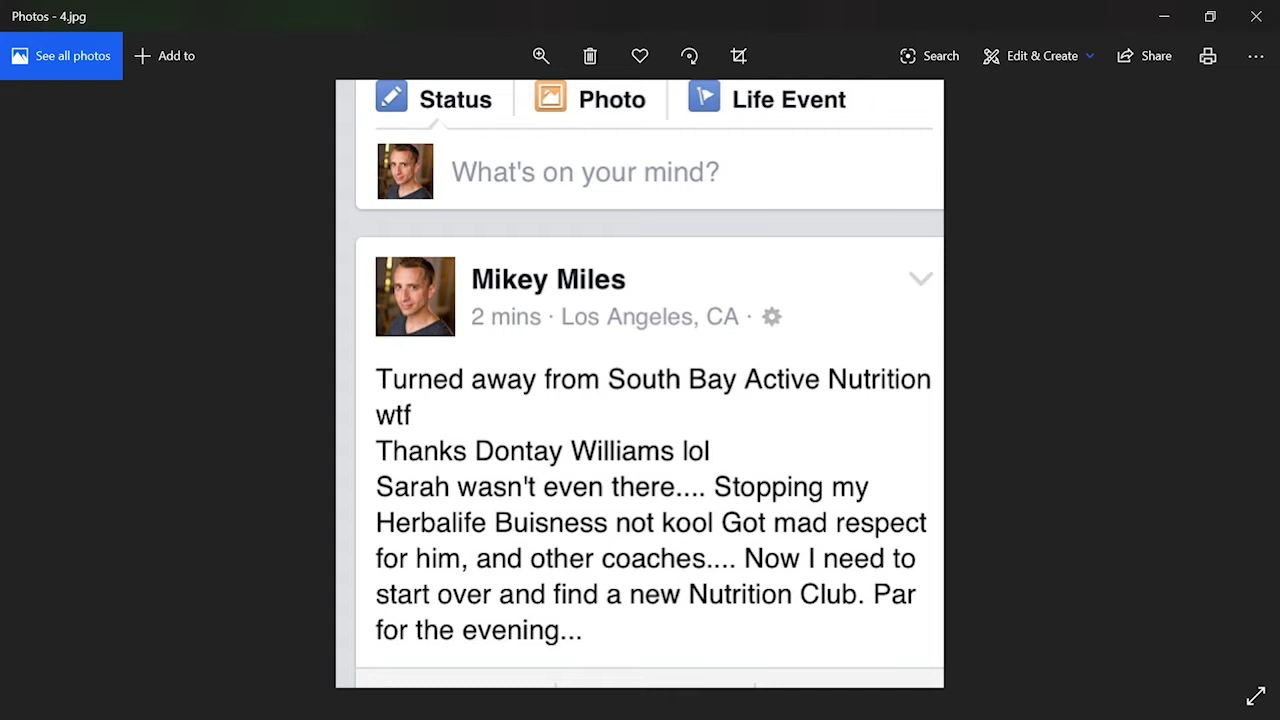 Photos - 4.jpg
See all photos
Add to
Search
Edit & Create
Share
Status
Photo
Life Event
What's on your mind?
Mikey Miles
2 mins · Los Angeles, CA ·
Turned away from South Bay Active Nutrition
wtf
Thanks Dontay Williams lol
Sarah wasn't even there.... Stopping my
Herbalife Buisness not kool Got mad respect
for him, and other coaches.... Now I need to
start over and find a new Nutrition Club. Par
for the evening...